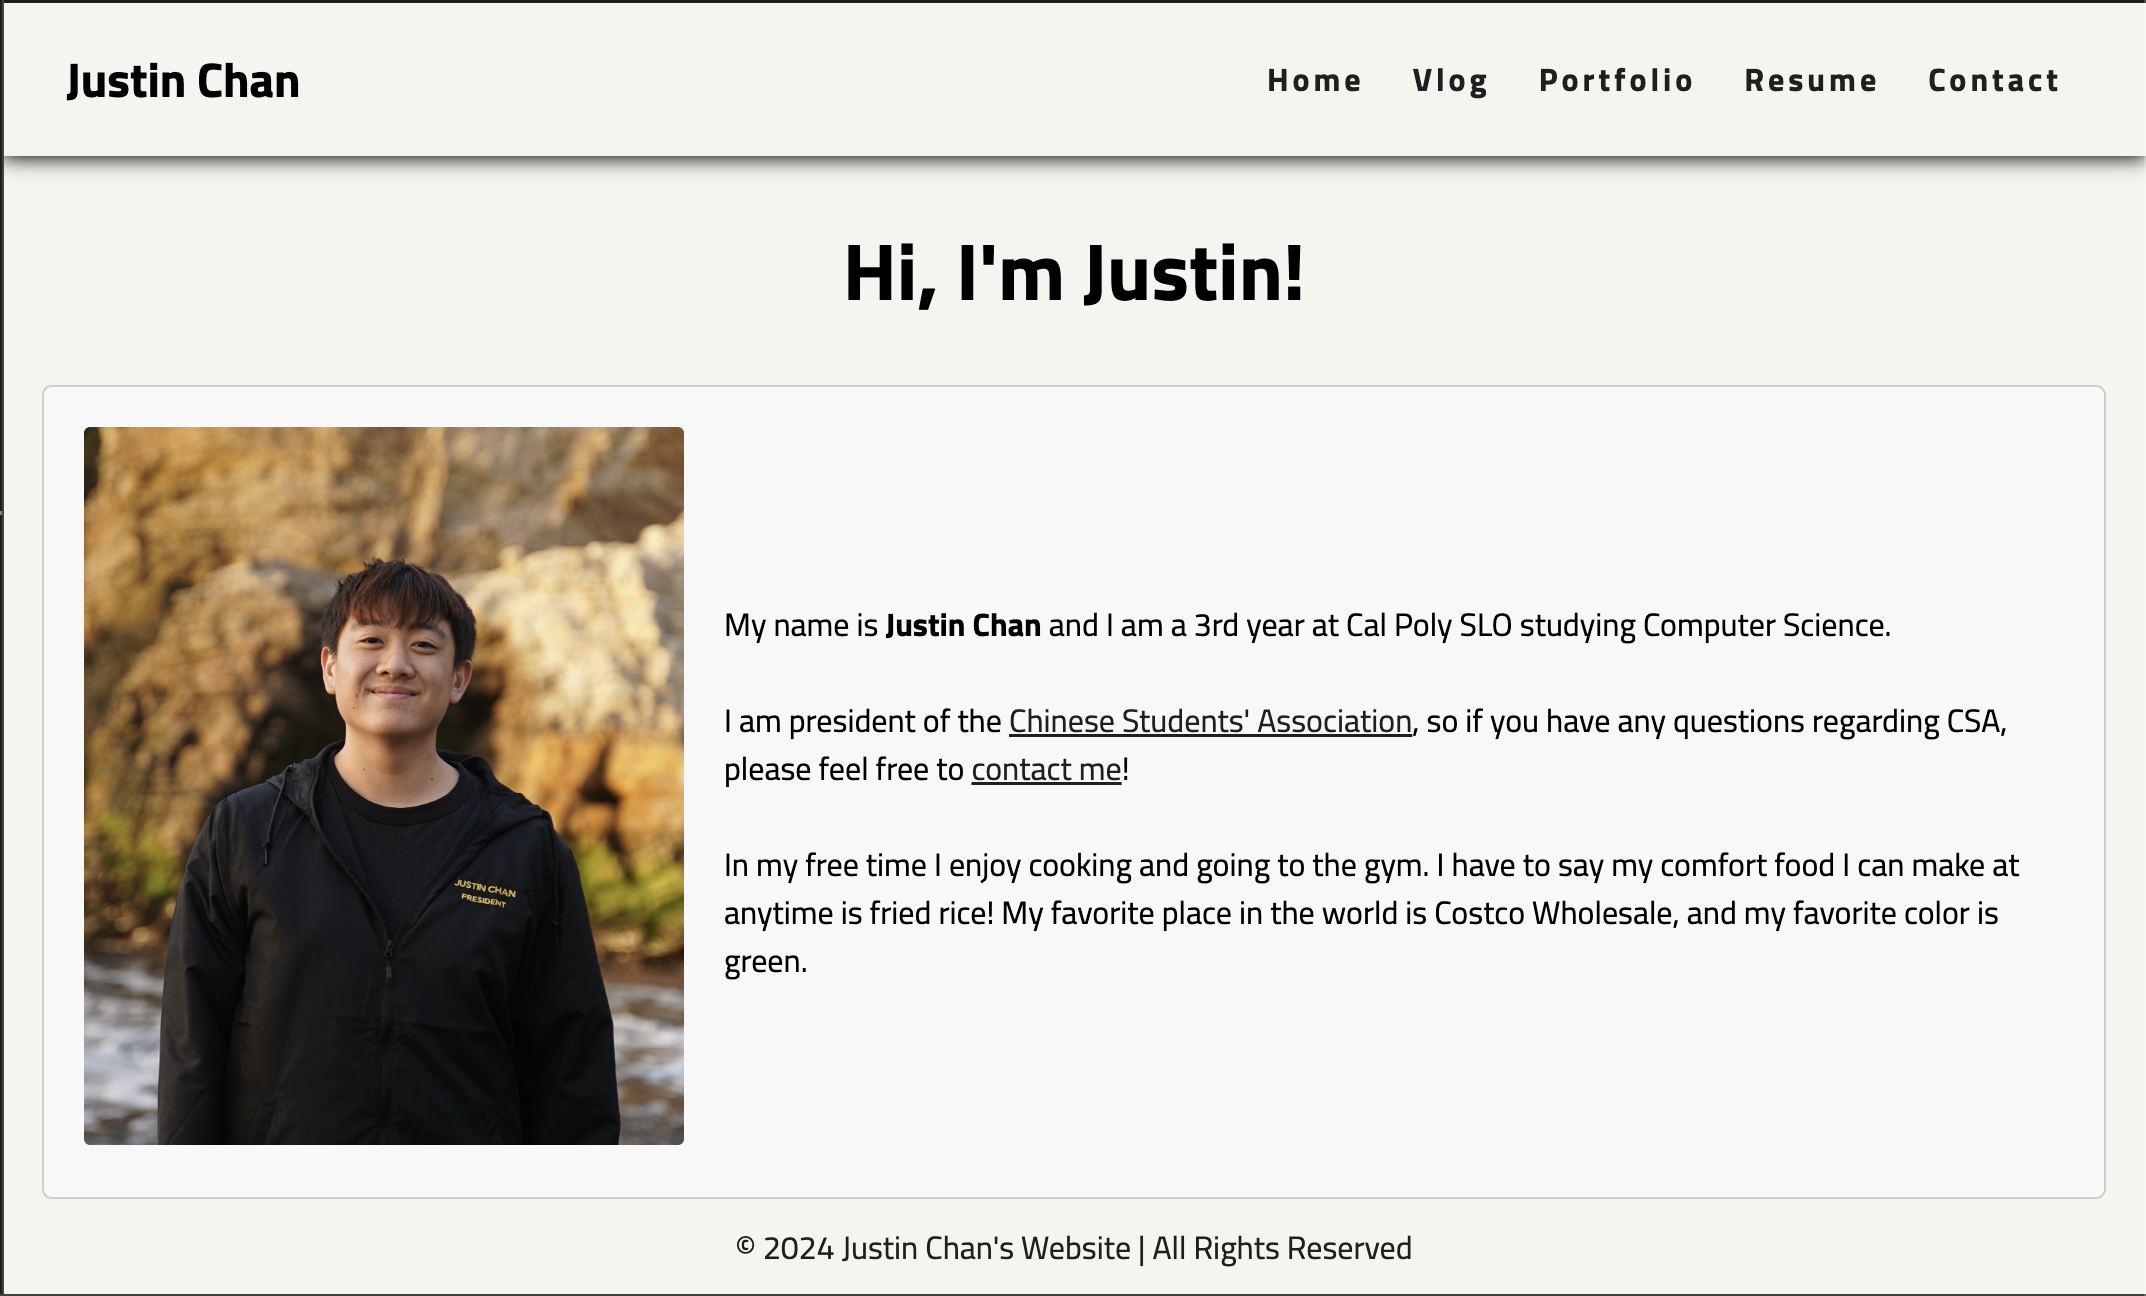 Justin Chan
Home Vlog Portfolio Resume Contact
Hi, I'm Justin!
JUSTIN CHAN
PRESIDENT
My name is Justin Chan and I am a 3rd year at Cal Poly SLO studying Computer Science.
I am president of the Chinese Students' Association, so if you have any questions regarding CSA,
please feel free to contact me!
In my free time I enjoy cooking and going to the gym. I have to say my comfort food I can make at
anytime is fried rice! My favorite place in the world is Costco Wholesale, and my favorite color is
green.
© 2024 Justin Chan's Website | All Rights Reserved